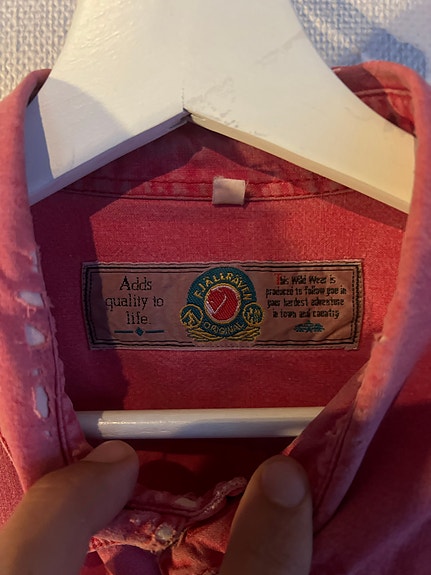 Adds
quality to
life.
FJÄLLRÄVEN
ORIGINAL
This Wild Wear is
produced to follow you in
your hardest adventure
in town and country